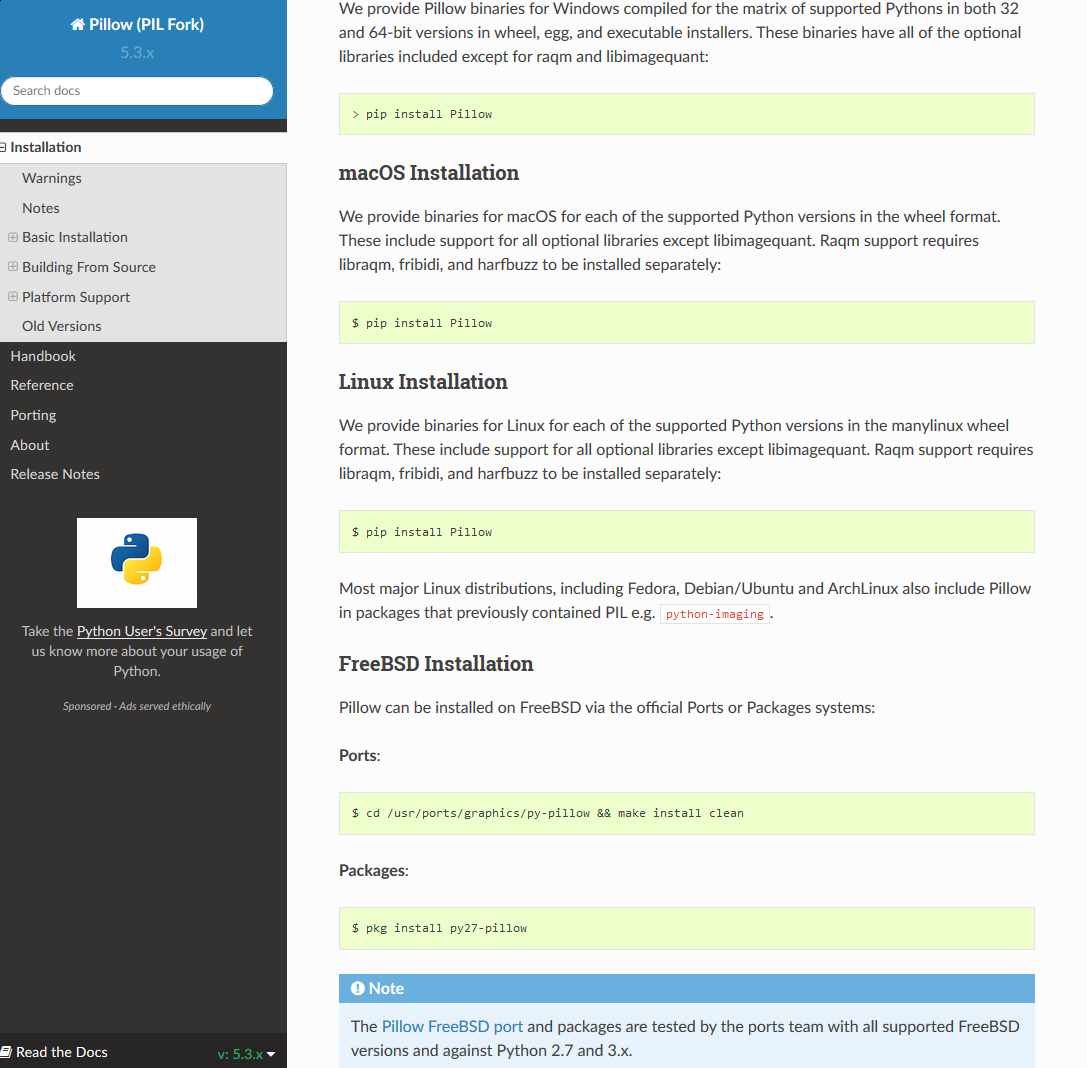 Pillow (PIL Fork)
5.3.x
Search docs
Installation
Warnings
Notes
Basic Installation
Building From Source
Platform Support
Old Versions
Handbook
Reference
Porting
About
Release Notes
Take the Python User's Survey and let
us know more about your usage of
Python.
Sponsored · Ads served ethically
Read the Docs
v: 5.3.x
We provide Pillow binaries for Windows compiled for the matrix of supported Pythons in both 32
and 64-bit versions in wheel, egg, and executable installers. These binaries have all of the optional
libraries included except for raqm and libimagequant:
> pip install Pillow
macOS Installation
We provide binaries for macOS for each of the supported Python versions in the wheel format.
These include support for all optional libraries except libimagequant. Raqm support requires
libraqm, fribidi, and harfbuzz to be installed separately:
$ pip install Pillow
Linux Installation
We provide binaries for Linux for each of the supported Python versions in the manylinux wheel
format. These include support for all optional libraries except libimagequant. Raqm support requires
libraqm, fribidi, and harfbuzz to be installed separately:
$ pip install Pillow
Most major Linux distributions, including Fedora, Debian/Ubuntu and ArchLinux also include Pillow
in packages that previously contained PIL e.g. python-imaging.
FreeBSD Installation
Pillow can be installed on FreeBSD via the official Ports or Packages systems:
Ports:
$ cd /usr/ports/graphics/py-pillow && make install clean
Packages:
$ pkg install py27-pillow
Note
The Pillow FreeBSD port and packages are tested by the ports team with all supported FreeBSD
versions and against Python 2.7 and 3.x.